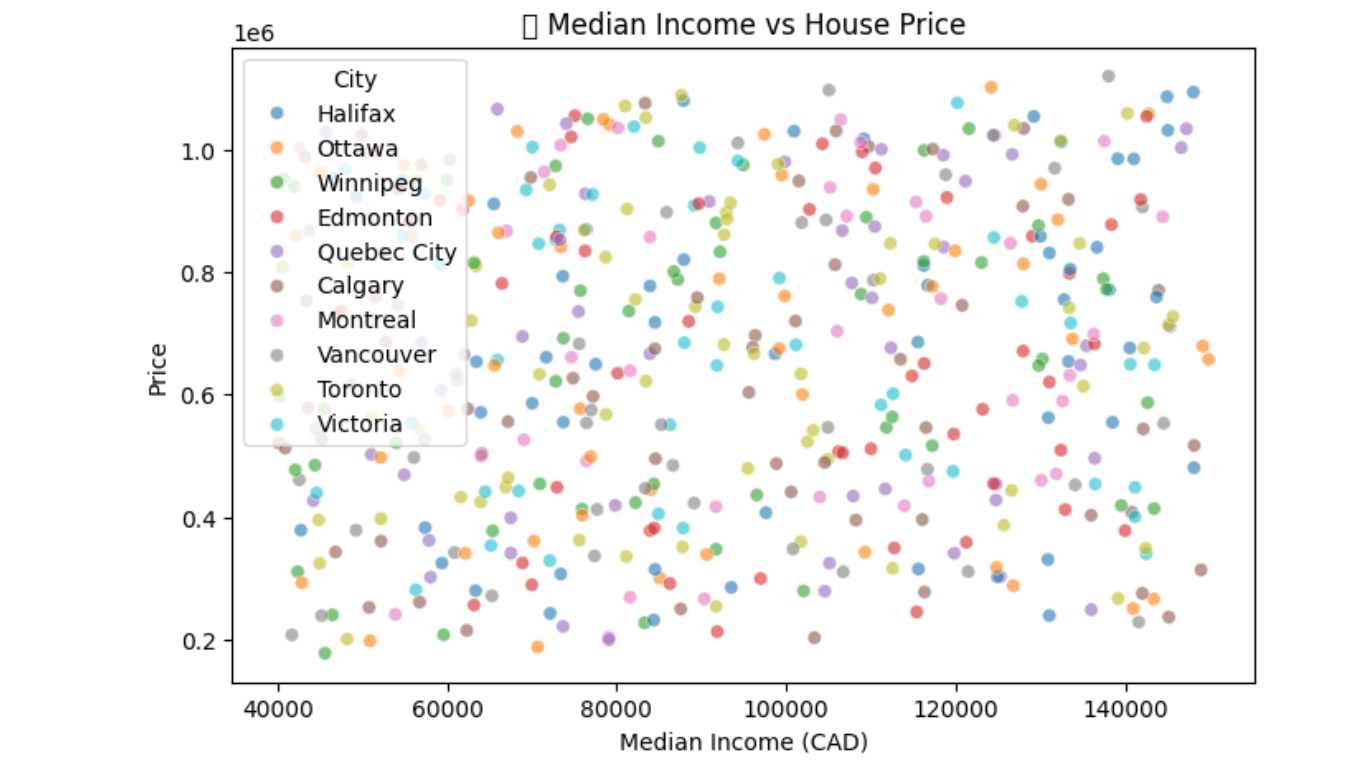 1e6
▯ Median Income vs House Price
City
Halifax
Ottawa
Winnipeg
Edmonton
Quebec City
Calgary
Montreal
Vancouver
Toronto
Victoria
1.0
0.8
0.6
0.4
0.2
Price
40000 60000 80000 100000 120000 140000
Median Income (CAD)